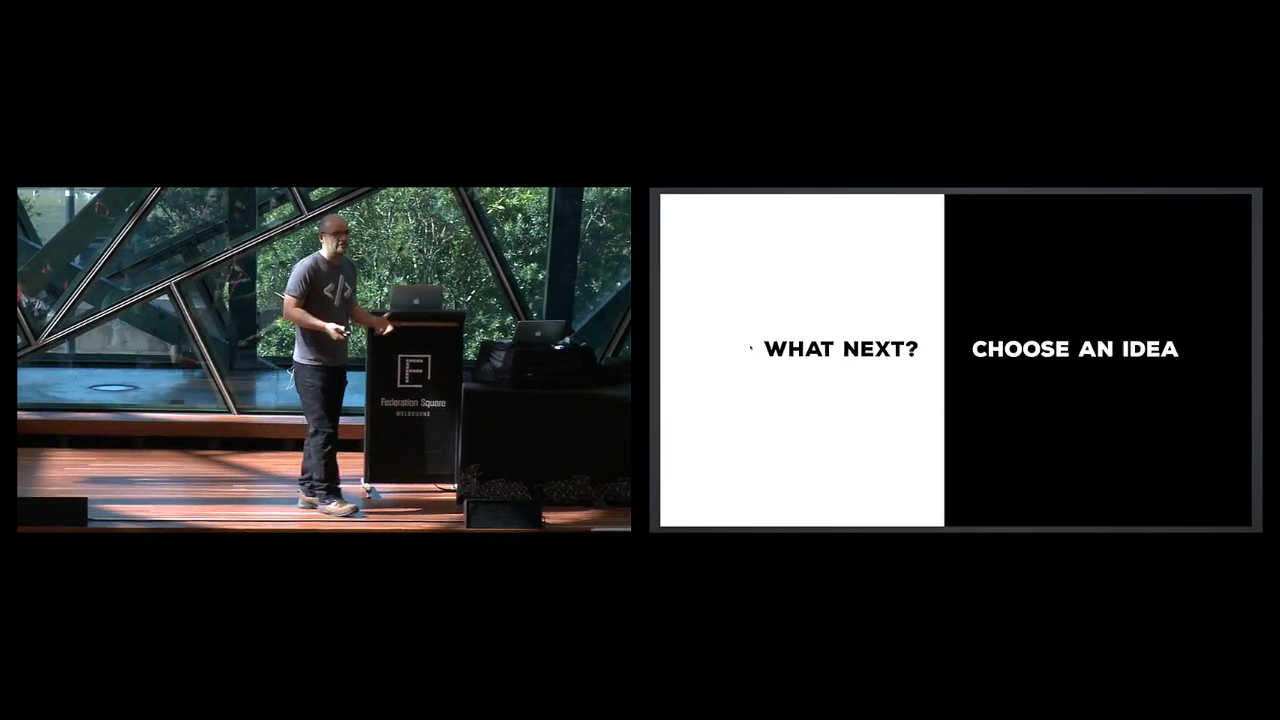 </>
Federation Square
MELBOURNE
WHAT NEXT?
CHOOSE AN IDEA